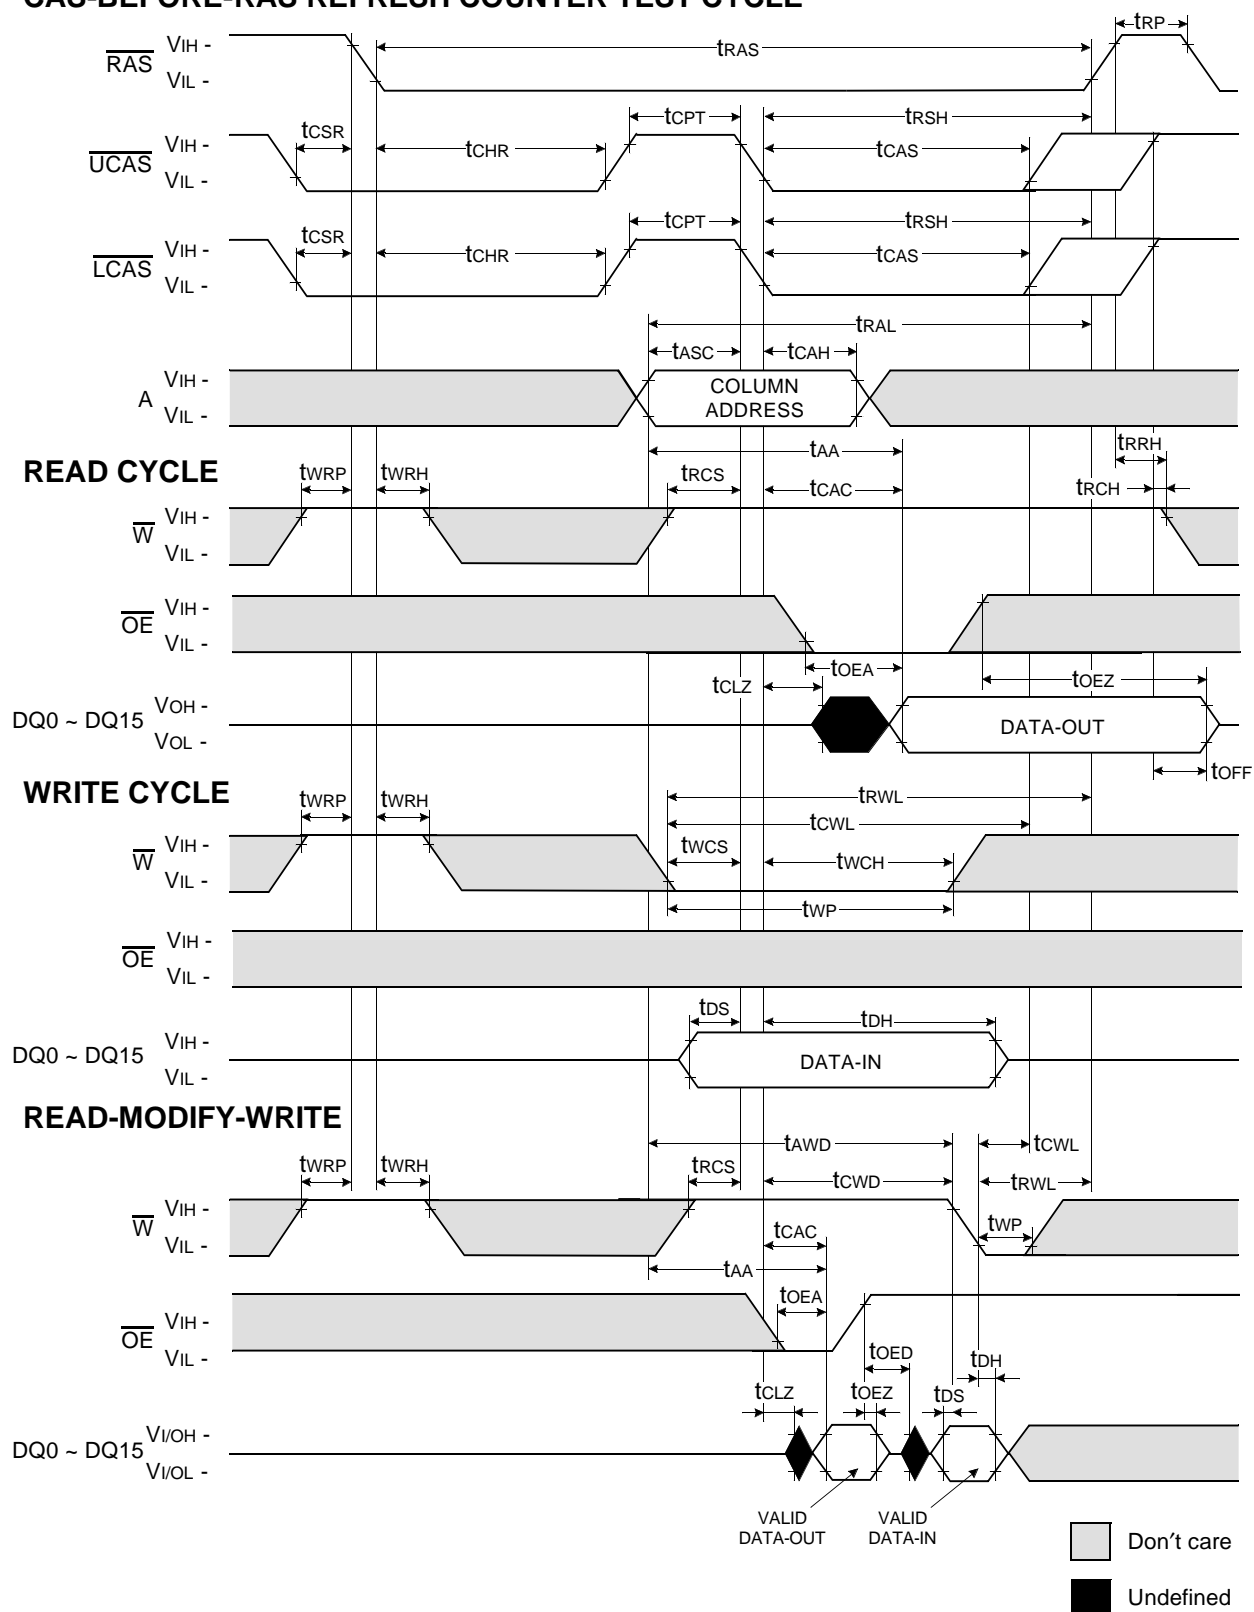 CAS-BEFORE-RAS REFRESH COUNTER TEST CYCLE
tRP
RAS
VIH -
VIL -
tRAS
tCPT
tRSH
tCSR
UCAS
VIH -
VIL -
tCHR
tCAS
tCPT
tRSH
tCSR
LCAS
VIH -
VIL -
tCHR
tCAS
tRAL
tASC
tCAH
A
VIH -
VIL -
COLUMN
ADDRESS
tAA
tRRH
READ CYCLE
tWRP
tWRH
tRCS
tCAC
tRCH
W
VIH -
VIL -
OE
VIH -
VIL -
tOEA
tCLZ
tOEZ
DQ0 ~ DQ15
VOH -
VOL -
DATA-OUT
tOFF
WRITE CYCLE
tWRP
tWRH
tRWL
tCWL
W
VIH -
VIL -
tWCS
tWCH
tWP
OE
VIH -
VIL -
tDS
tDH
DQ0 ~ DQ15
VIH -
VIL -
DATA-IN
READ-MODIFY-WRITE
tAWD
tCWL
tWRP
tWRH
tRCS
tCWD
tRWL
W
VIH -
VIL -
tWP
tCAC
tAA
tOEA
OE
VIH -
VIL -
tOED
tDH
tCLZ
tOEZ
tDS
DQ0 ~ DQ15
VI/OH -
VI/OL -
VALID
DATA-OUT
VALID
DATA-IN
Don′t care
Undefined